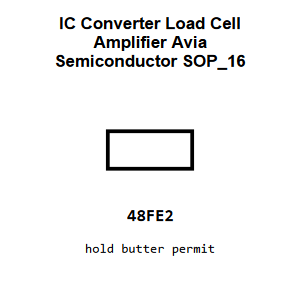 IC Converter Load Cell
Amplifier Avia
Semiconductor SOP_16
48FE2
hold butter permit